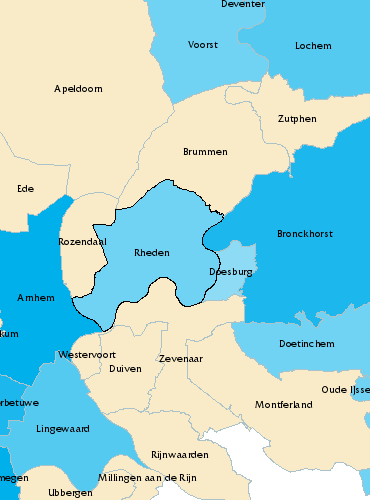 Deventer
Voorst
Lochem
Apeldoorn
Zutphen
Brummen
Ede
Rozendaal
Bronckhorst
Rheden
Doesburg
Arnhem
kum
Doetinchem
Westervoort
Zevenaar
Duiven
Oude IJsse
rbetuwe
Montferland
Lingewaard
Rijnwaarden
megen
Millingen aan de Rijn
Ubbergen